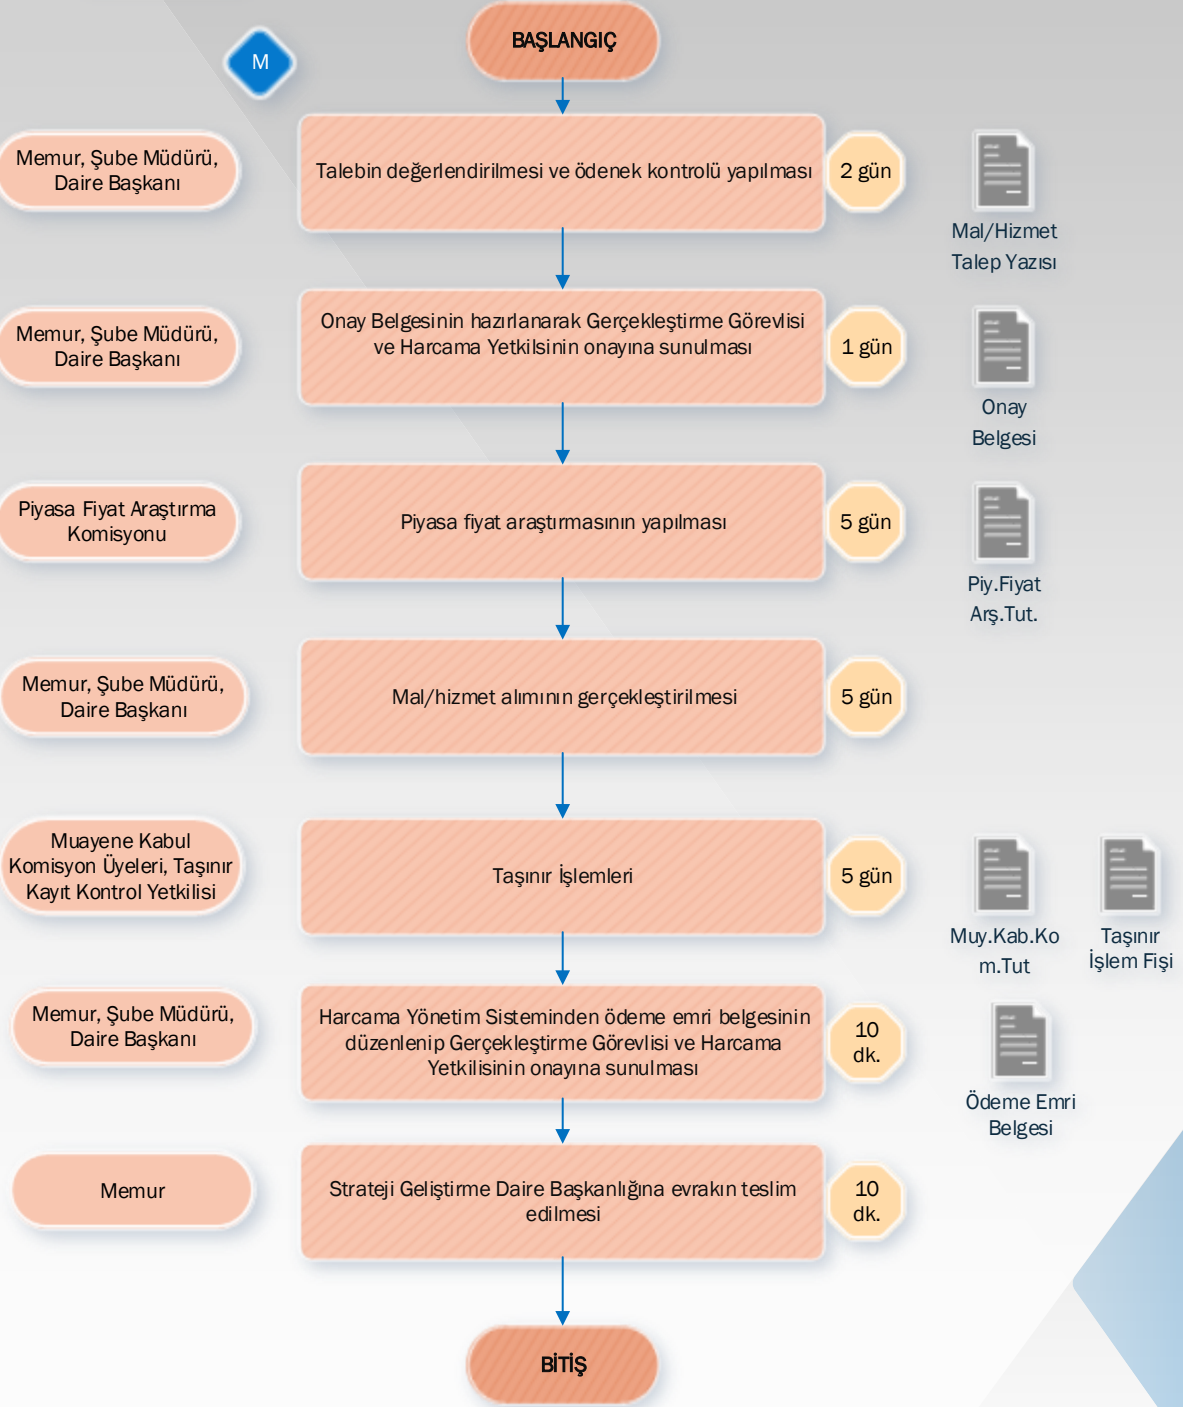 BAŞLANGIÇ
M
Memur, Şube Müdürü,
Daire Başkanı
Talebin değerlendirilmesi ve ödenek kontrolü yapılması
2 gün
Mal/Hizmet
Talep Yazısı
Memur, Şube Müdürü,
Daire Başkanı
Onay Belgesinin hazırlanarak Gerçekleştirme Görevlisi
ve Harcama Yetkilsinin onayına sunulması
1 gün
Onay
Belgesi
Piyasa Fiyat Araştırma
Komisyonu
Piyasa fiyat araştırmasının yapılması
5 gün
Piy.Fiyat
Arş.Tut.
Memur, Şube Müdürü,
Daire Başkanı
Mal/hizmet alımının gerçekleştirilmesi
5 gün
Muayene Kabul
Komisyon Üyeleri, Taşınır
Kayıt Kontrol Yetkilisi
Taşınır İşlemleri
5 gün
Muy.Kab.Ko
m.Tut
Taşınır
İşlem Fişi
Memur, Şube Müdürü,
Daire Başkanı
Harcama Yönetim Sisteminden ödeme emri belgesinin
düzenlenip Gerçekleştirme Görevlisi ve Harcama
Yetkilisinin onayına sunulması
10
dk.
Ödeme Emri
Belgesi
Memur
Strateji Geliştirme Daire Başkanlığına evrakın teslim
edilmesi
10
dk.
BİTİŞ